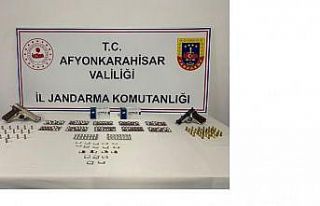 T.C.
AFYONKARAHİSAR
VALİLİĞİ
İL JANDARMA KOMUTANLIĞI